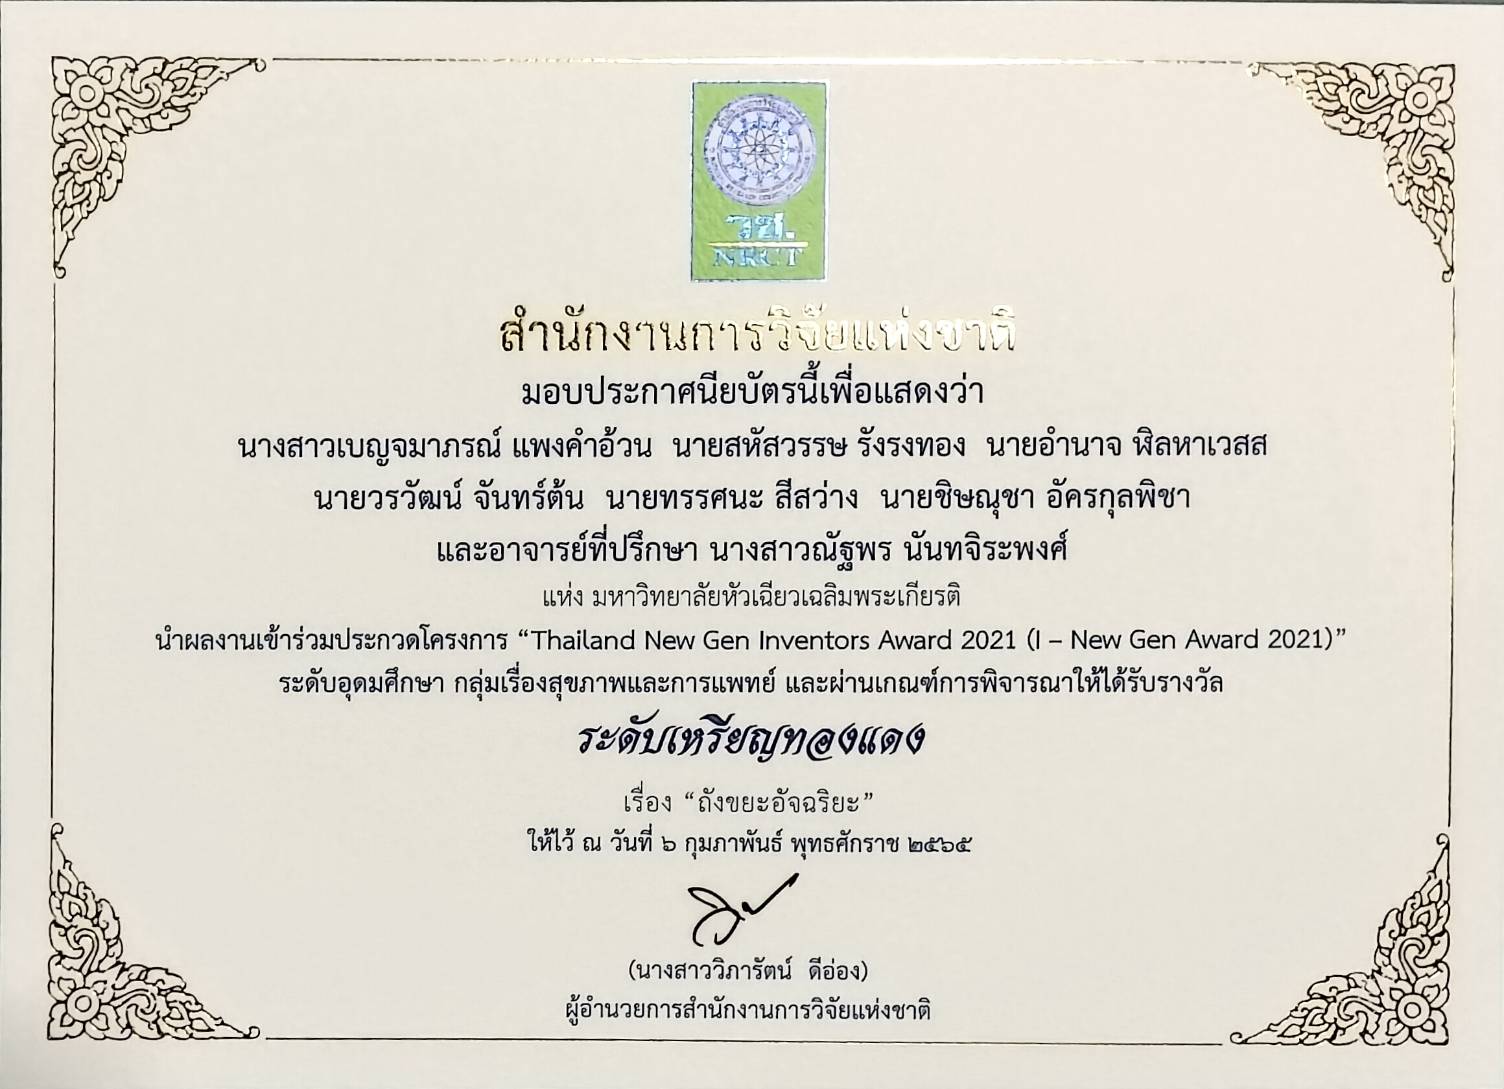 วช.
NRCT
สำนักงานการวิจัยแห่งชาติ
มอบประกาศนียบัตรนี้เพื่อแสดงว่า
นางสาวเบญจมาภรณ์ แพงคำอ้วน นายสหัสวรรษ รังรงทอง นายอำนาจ ฬิลหาเวสส
นายวรวัฒน์ จันทร์ต้น นายทรรศนะ สีสว่าง นายชิษณุชา อัครกุลพิชา
และอาจารย์ที่ปรึกษา นางสาวณัฐพร นันทจิระพงศ์
แห่ง มหาวิทยาลัยหัวเฉียวเฉลิมพระเกียรติ
นำผลงานเข้าร่วมประกวดโครงการ “Thailand New Gen Inventors Award 2021 (I – New Gen Award 2021)”
ระดับอุดมศึกษา กลุ่มเรื่องสุขภาพและการแพทย์ และผ่านเกณฑ์การพิจารณาให้ได้รับรางวัล
ระดับเหรียญทองแดง
เรื่อง “ถังขยะอัจฉริยะ”
ให้ไว้ ณ วันที่ ๖ กุมภาพันธ์ พุทธศักราช ๒๕๖๕
(นางสาววิภารัตน์ ดีอ่อง)
ผู้อำนวยการสำนักงานการวิจัยแห่งชาติ